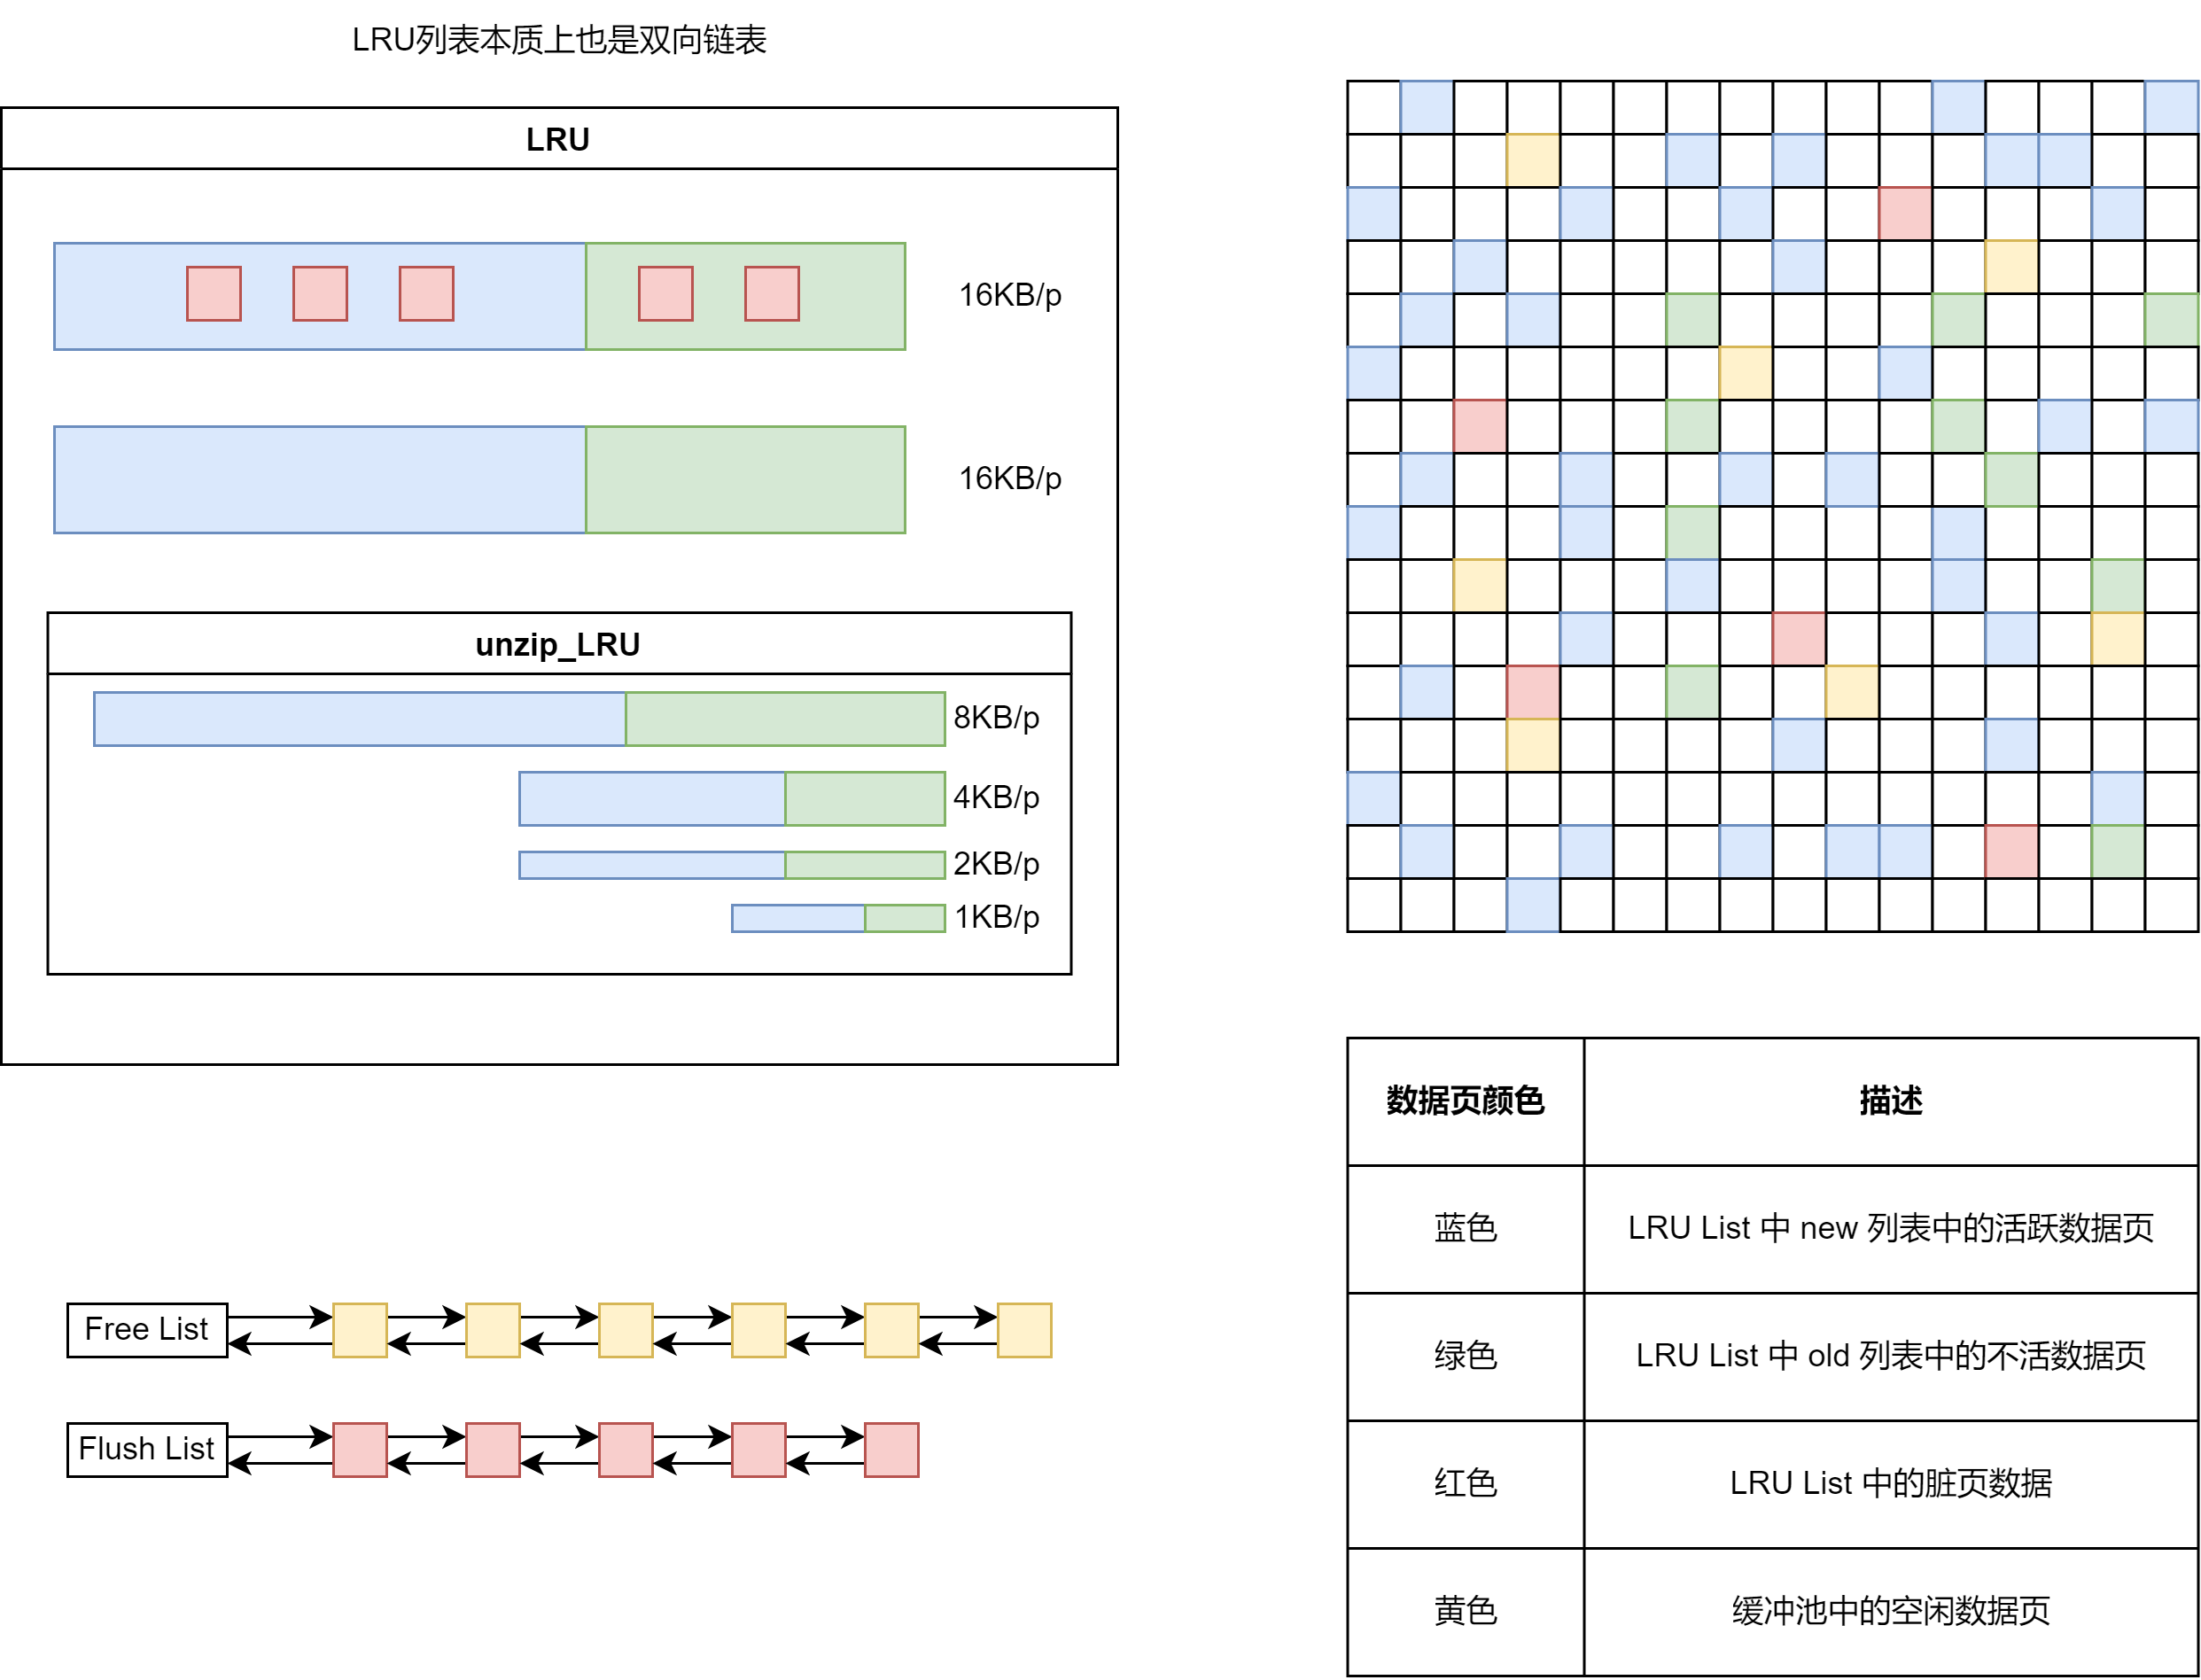 LRU列表本质上也是双向链表
LRU
16KB/p
16KB/p
unzip_LRU
8KB/p
4KB/p
2KB/p
1KB/p
Free List
Flush List
数据页颜色 描述
蓝色 LRU List 中 new 列表中的活跃数据页
绿色 LRU List 中 old 列表中的不活数据页
红色 LRU List 中的脏页数据
黄色 缓冲池中的空闲数据页